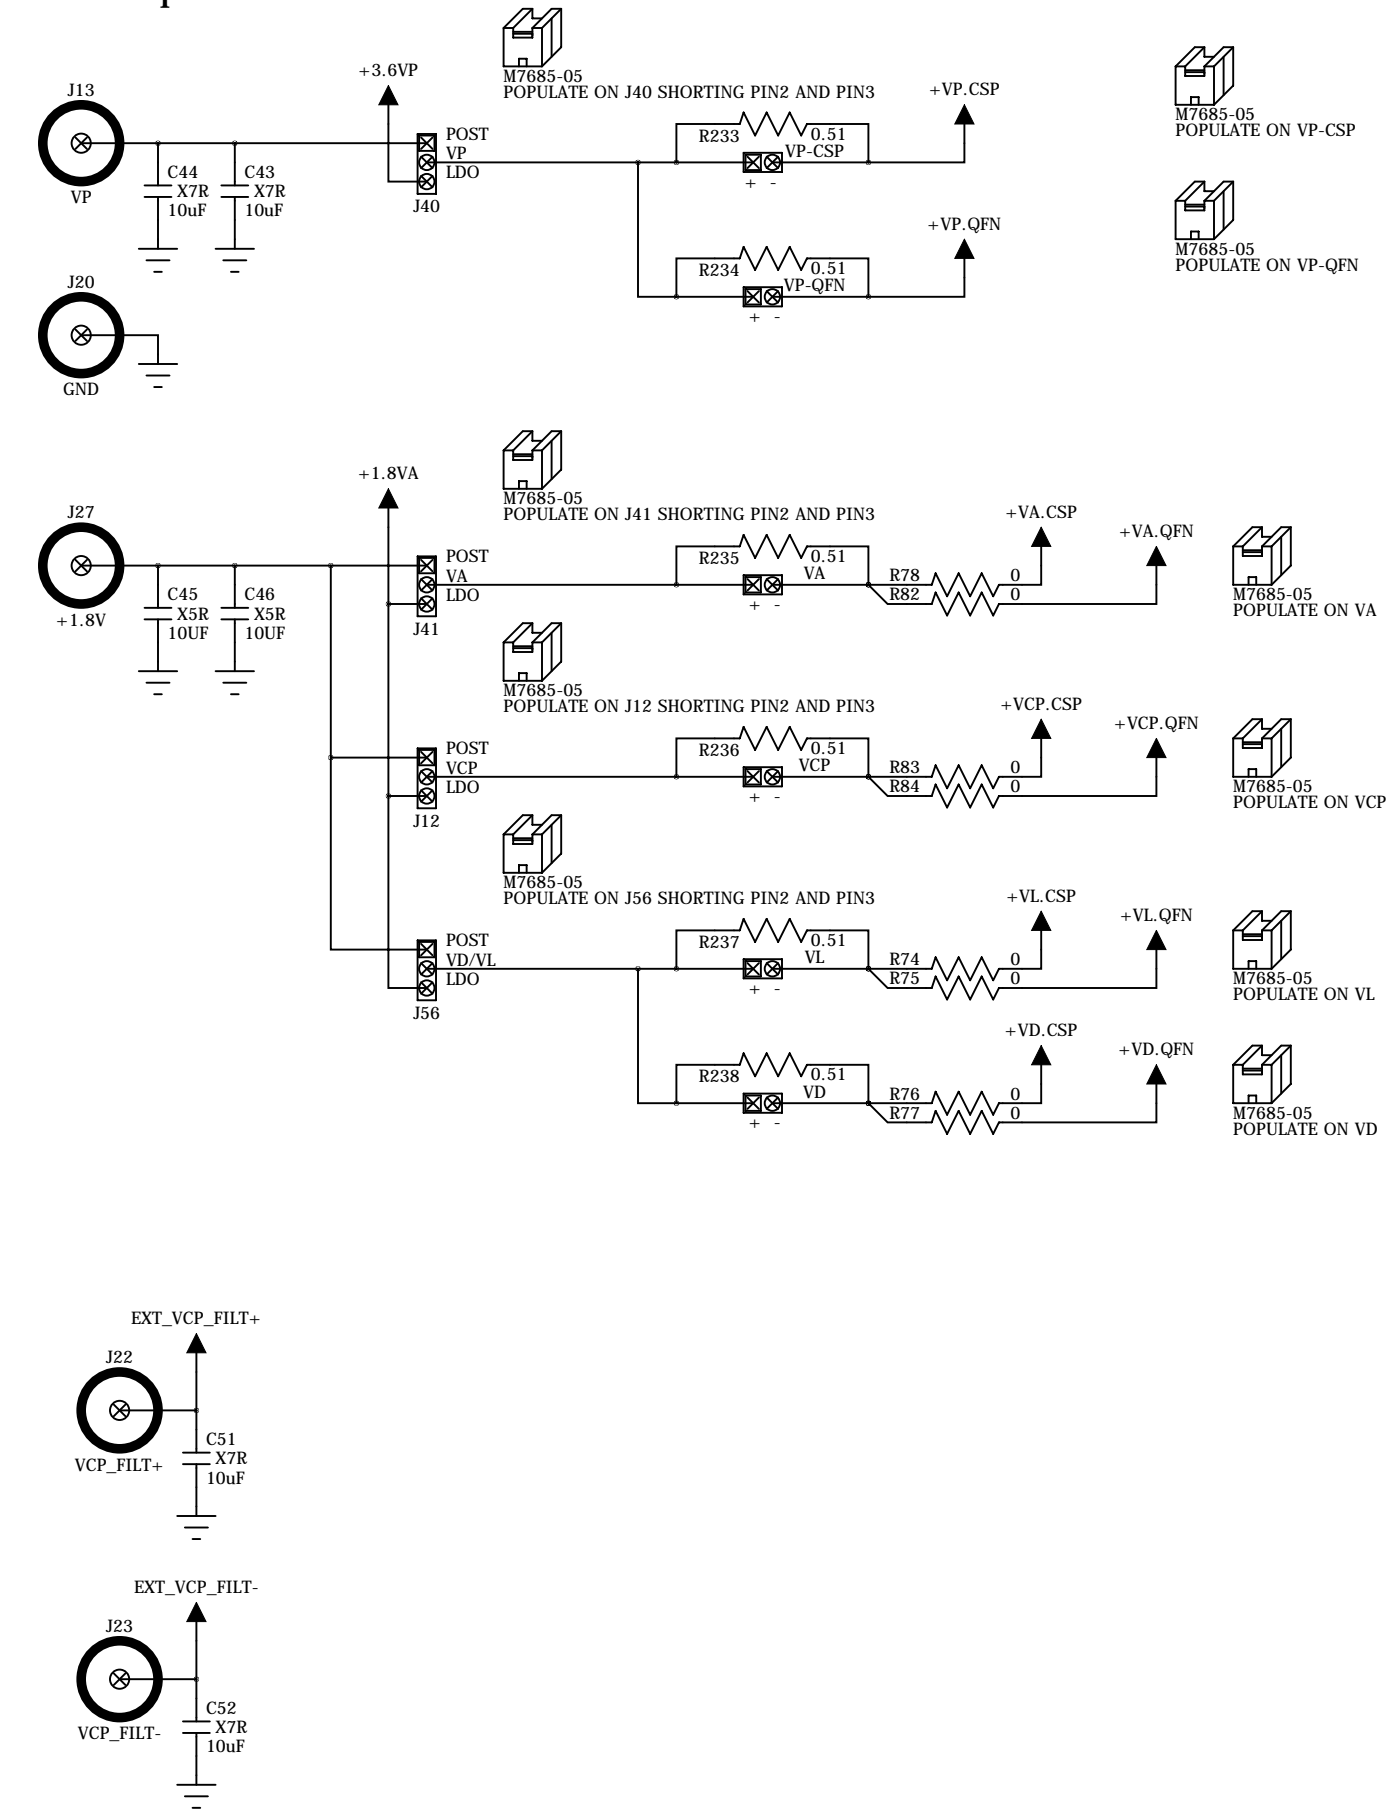 M7685-05
POPULATE ON J40 SHORTING PIN2 AND PIN3
M7685-05
POPULATE ON VP-CSP
J13
VP
+3.6VP
C44
X7R
10uF
C43
X7R
10uF
POST
VP
LDO
J40
R233
0.51
VP-CSP
+ -
+VP.CSP
R234
0.51
VP-QFN
+ -
+VP.QFN
M7685-05
POPULATE ON VP-QFN
J20
GND
M7685-05
POPULATE ON J41 SHORTING PIN2 AND PIN3
+1.8VA
J27
+1.8V
C45
X5R
10UF
C46
X5R
10UF
POST
VA
LDO
J41
R235
0.51
VA
+ -
R78
0
R82
0
+VA.CSP
+VA.QFN
M7685-05
POPULATE ON VA
M7685-05
POPULATE ON J12 SHORTING PIN2 AND PIN3
POST
VCP
LDO
J12
R236
0.51
VCP
+ -
R83
0
R84
0
+VCP.CSP
+VCP.QFN
M7685-05
POPULATE ON VCP
M7685-05
POPULATE ON J56 SHORTING PIN2 AND PIN3
POST
VD/VL
LDO
J56
R237
0.51
VL
+ -
R74
0
R75
0
+VL.CSP
+VL.QFN
M7685-05
POPULATE ON VL
R238
0.51
VD
+ -
R76
0
R77
0
+VD.CSP
+VD.QFN
M7685-05
POPULATE ON VD
EXT_VCP_FILT+
J22
VCP_FILT+
C51
X7R
10uF
EXT_VCP_FILT-
J23
VCP_FILT-
C52
X7R
10uF